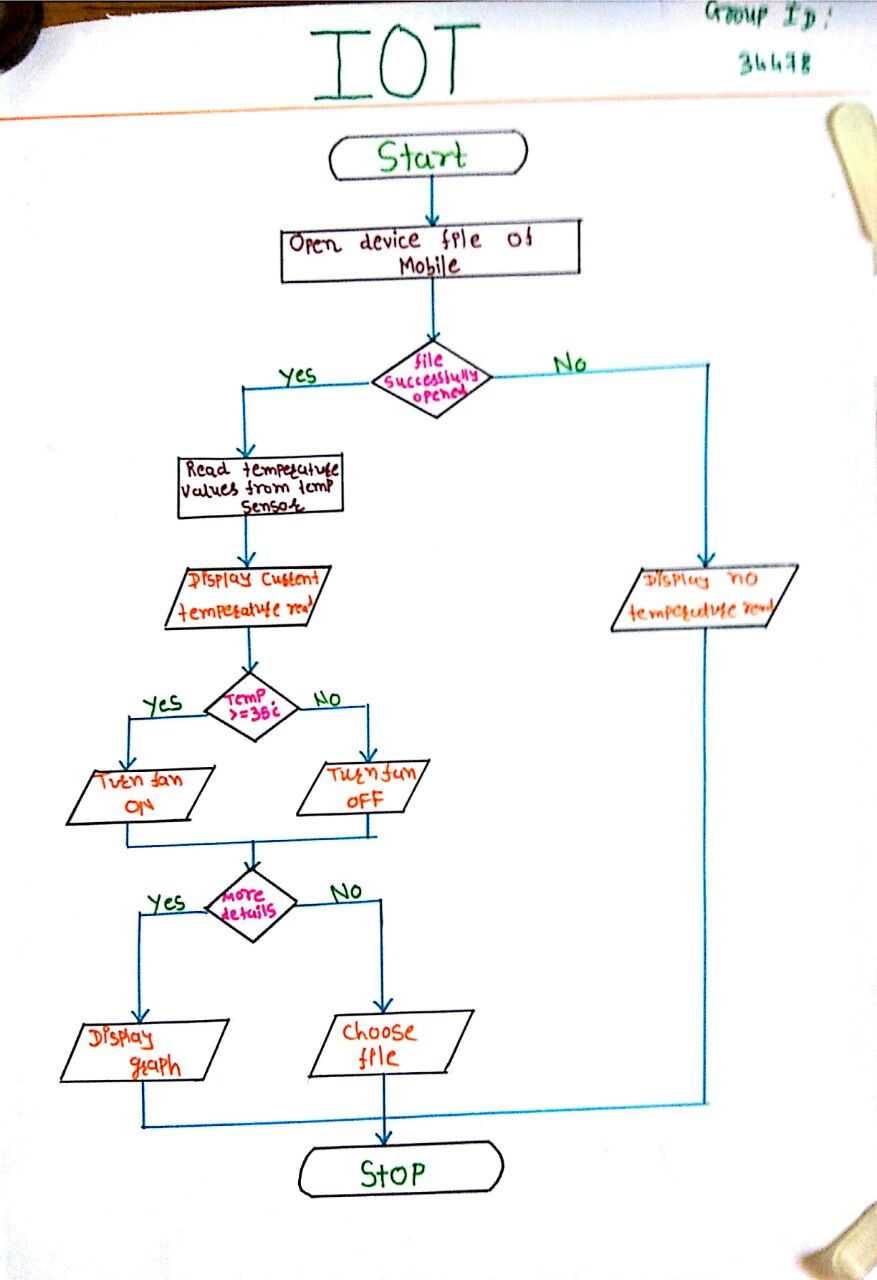 Group ID:
34478
IOT
Start
Open device file of
Mobile
file
successfully
opened
Yes
No
Read temperature
values from temp
sensor
Display current
temperature read
Display no
temperature read
Temp
>=35°c
Yes
No
Turn fan
ON
Turn fan
OFF
More
details
Yes
No
Display
graph
Choose
file
Stop